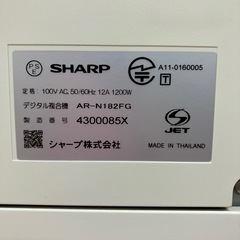 PS
E
SHARP
A11-0160005
T
定格: 100V AC, 50/60Hz 12A 1200W
デジタル複合機 AR-N182FG
製造番号 4300085X
S
JET
シャープ株式会社
MADE IN THAILAND